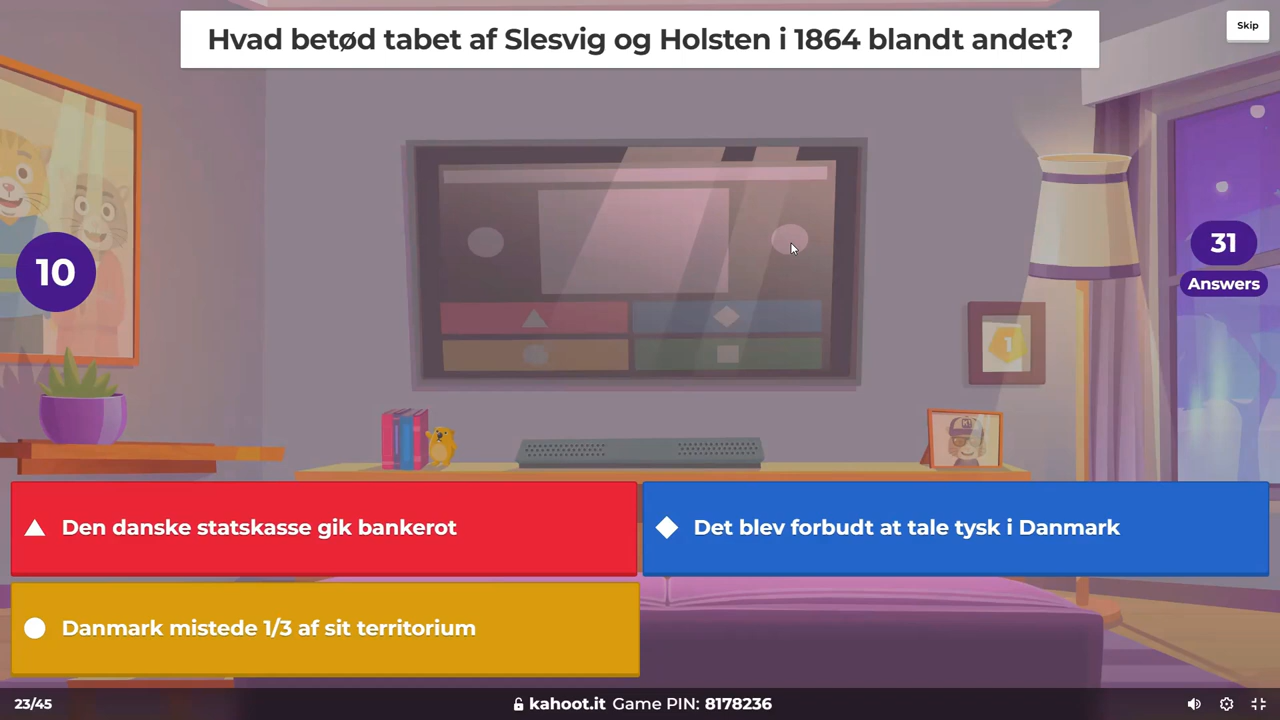 Hvad betød tabet af Slesvig og Holsten i 1864 blandt andet?
Skip
10
31
Answers
1
Den danske statskasse gik bankerot
Det blev forbudt at tale tysk i Danmark
Danmark mistede 1/3 af sit territorium
23/45
kahoot.it Game PIN: 8178236